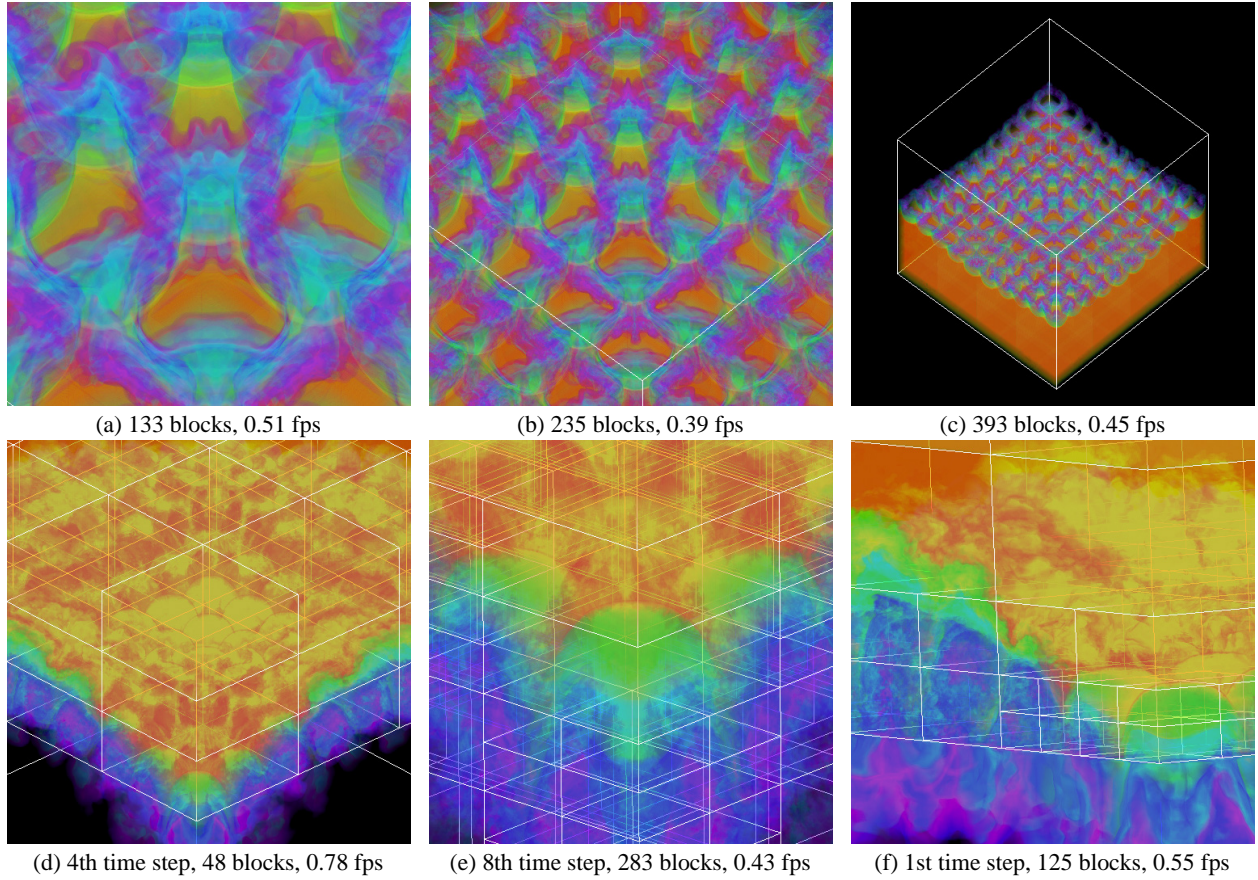 (a) 133 blocks, 0.51 fps
(b) 235 blocks, 0.39 fps
(c) 393 blocks, 0.45 fps
(d) 4th time step, 48 blocks, 0.78 fps
(e) 8th time step, 283 blocks, 0.43 fps
(f) 1st time step, 125 blocks, 0.55 fps